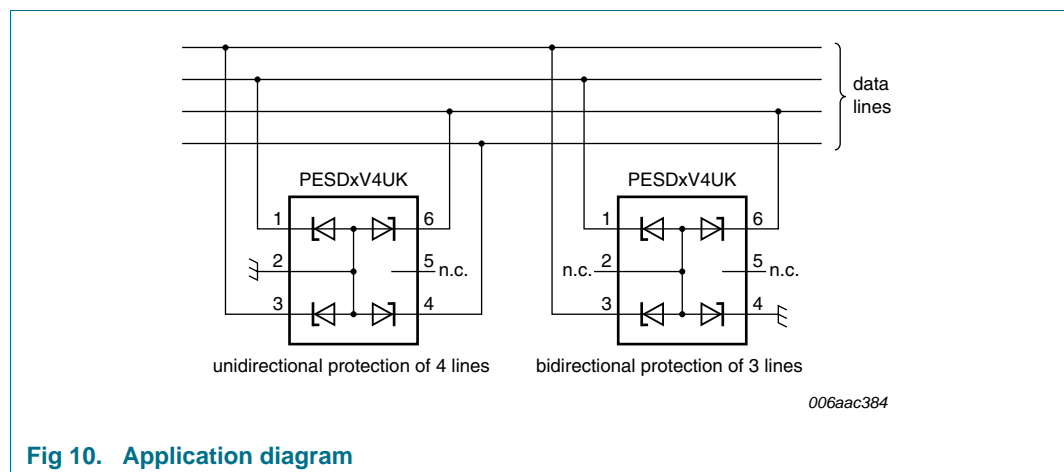 data
lines
PESDxV4UK
PESDxV4UK
1
6
1
6
2
5
n.c.
n.c.
2
5
n.c.
3
4
3
4
unidirectional protection of 4 lines
bidirectional protection of 3 lines
006aac384
Fig 10. Application diagram